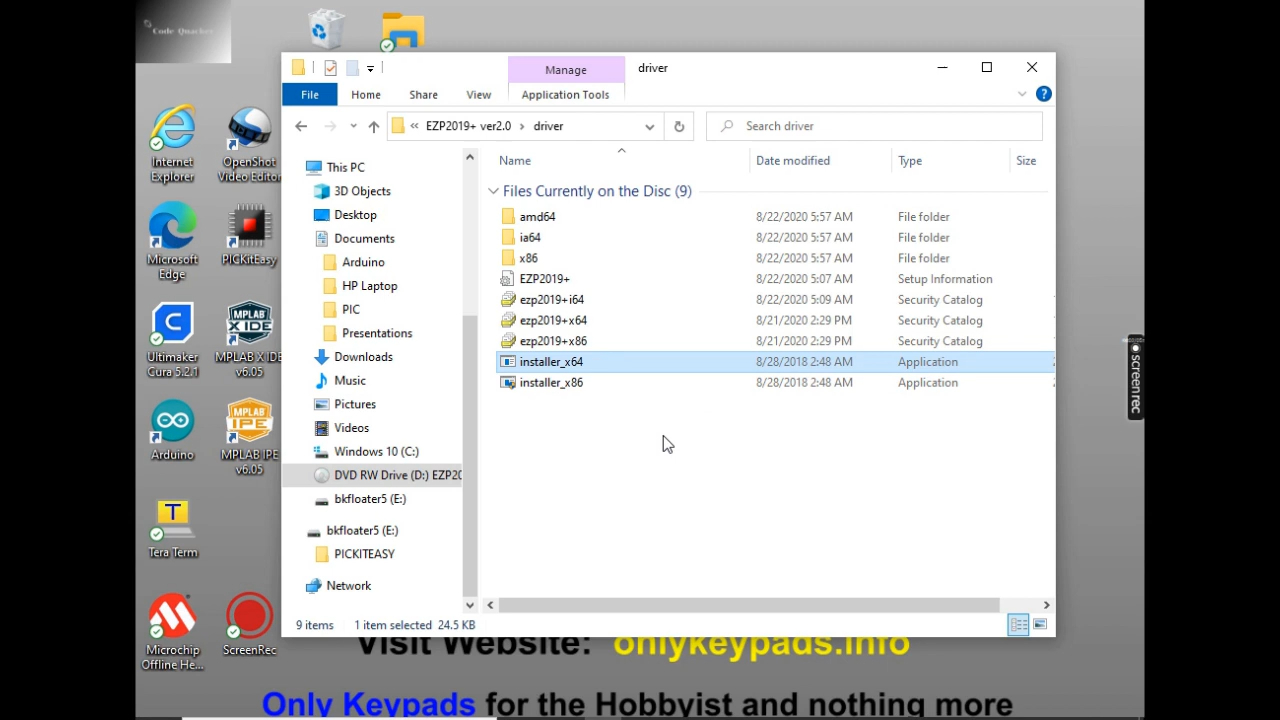 Code Quacker
Manage
driver
File
Home
Share
View
Application Tools
EZP2019+ ver2.0
driver
Search driver
Internet Explorer
OpenShot Video Editor
Microsoft Edge
PICKitEasy
Ultimaker Cura 5.2.1
MPLAB X IDE v6.05
Arduino
MPLAB IPE v6.05
Tera Term
Microchip Offline He...
ScreenRec
This PC
3D Objects
Desktop
Documents
Arduino
HP Laptop
PIC
Presentations
Downloads
Music
Pictures
Videos
Windows 10 (C:)
DVD RW Drive (D:) EZP20
bkfloater5 (E:)
bkfloater5 (E:)
PICKITEASY
Network
Name Date modified Type Size
Files Currently on the Disc (9)
amd64 8/22/2020 5:57 AM File folder
ia64 8/22/2020 5:57 AM File folder
x86 8/22/2020 5:57 AM File folder
EZP2019+ 8/22/2020 5:07 AM Setup Information
ezp2019+i64 8/22/2020 5:09 AM Security Catalog
ezp2019+x64 8/21/2020 2:29 PM Security Catalog
ezp2019+x86 8/21/2020 2:29 PM Security Catalog
installer_x64 8/28/2018 2:48 AM Application
installer_x86 8/28/2018 2:48 AM Application
9 items 1 item selected 24.5 KB
screenrec
Visit Website: onlykeypads.info
Only Keypads for the Hobbyist and nothing more